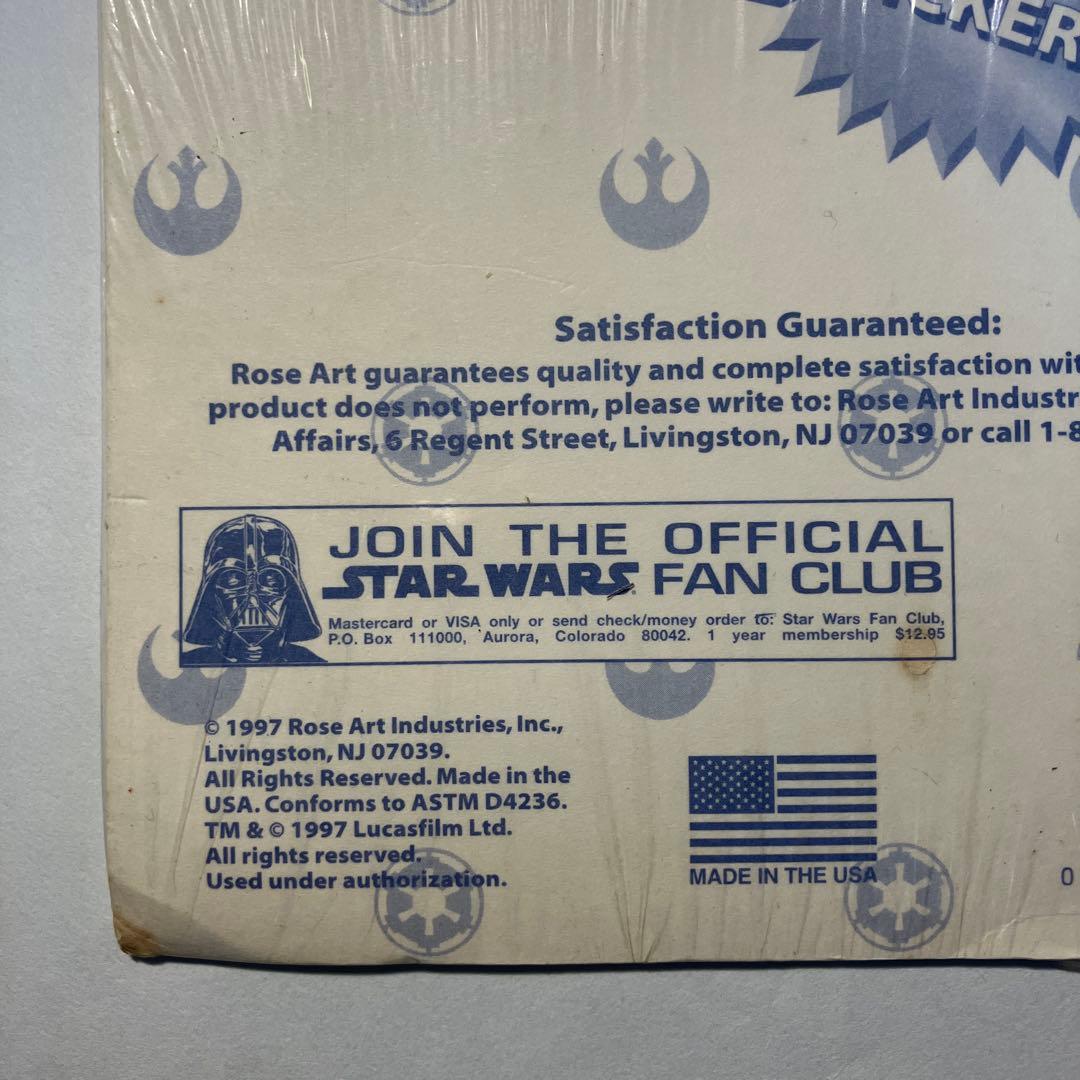 Satisfaction Guaranteed:
Rose Art guarantees quality and complete satisfaction
product does not perform, please write to: Rose Art
Affairs, 6 Regent Street, Livingston, NJ 07039 or call
JOIN THE OFFICIAL
STAR WARS FAN CLUB
Mastercard or VISA only or send check/money order to: Star Wars Fan Club,
P.O. Box 111000, Aurora, Colorado 80042. 1 year membership $12.95
© 1997 Rose Art Industries, Inc.,
Livingston, NJ 07039.
All Rights Reserved. Made in the
USA. Conforms to ASTM D4236.
TM & © 1997 Lucasfilm Ltd.
All rights reserved.
Used under authorization.
MADE IN THE USA
0